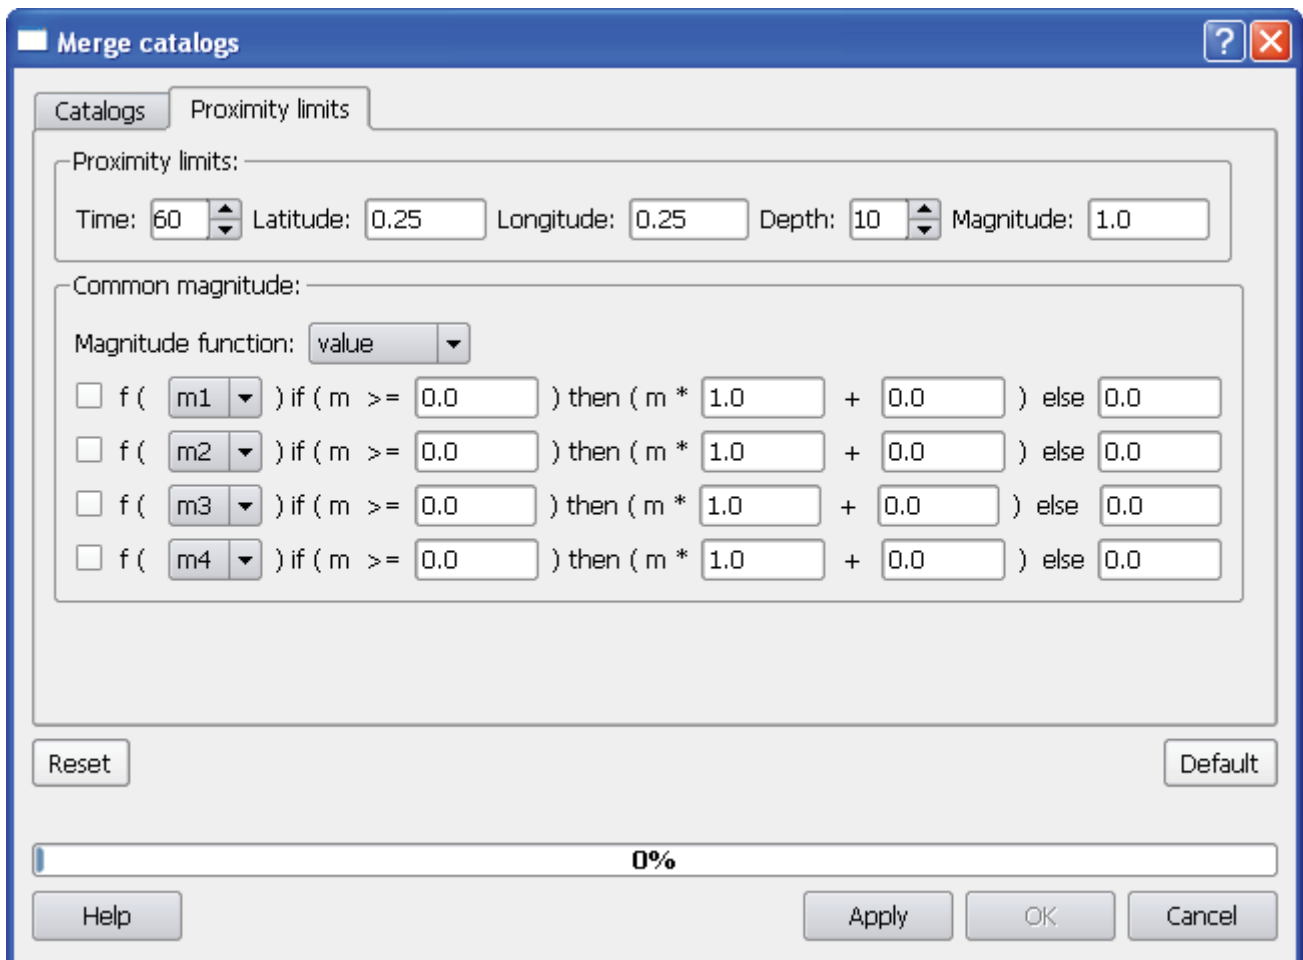 Merge catalogs
Catalogs Proximity limits
Proximity limits:
Time: 60 Latitude: 0.25 Longitude: 0.25 Depth: 10 Magnitude: 1.0
Common magnitude:
Magnitude function: value
f ( m1 ) if ( m >= 0.0 ) then ( m * 1.0 + 0.0 ) else 0.0
f ( m2 ) if ( m >= 0.0 ) then ( m * 1.0 + 0.0 ) else 0.0
f ( m3 ) if ( m >= 0.0 ) then ( m * 1.0 + 0.0 ) else 0.0
f ( m4 ) if ( m >= 0.0 ) then ( m * 1.0 + 0.0 ) else 0.0
Reset Default
0%
Help Apply OK Cancel